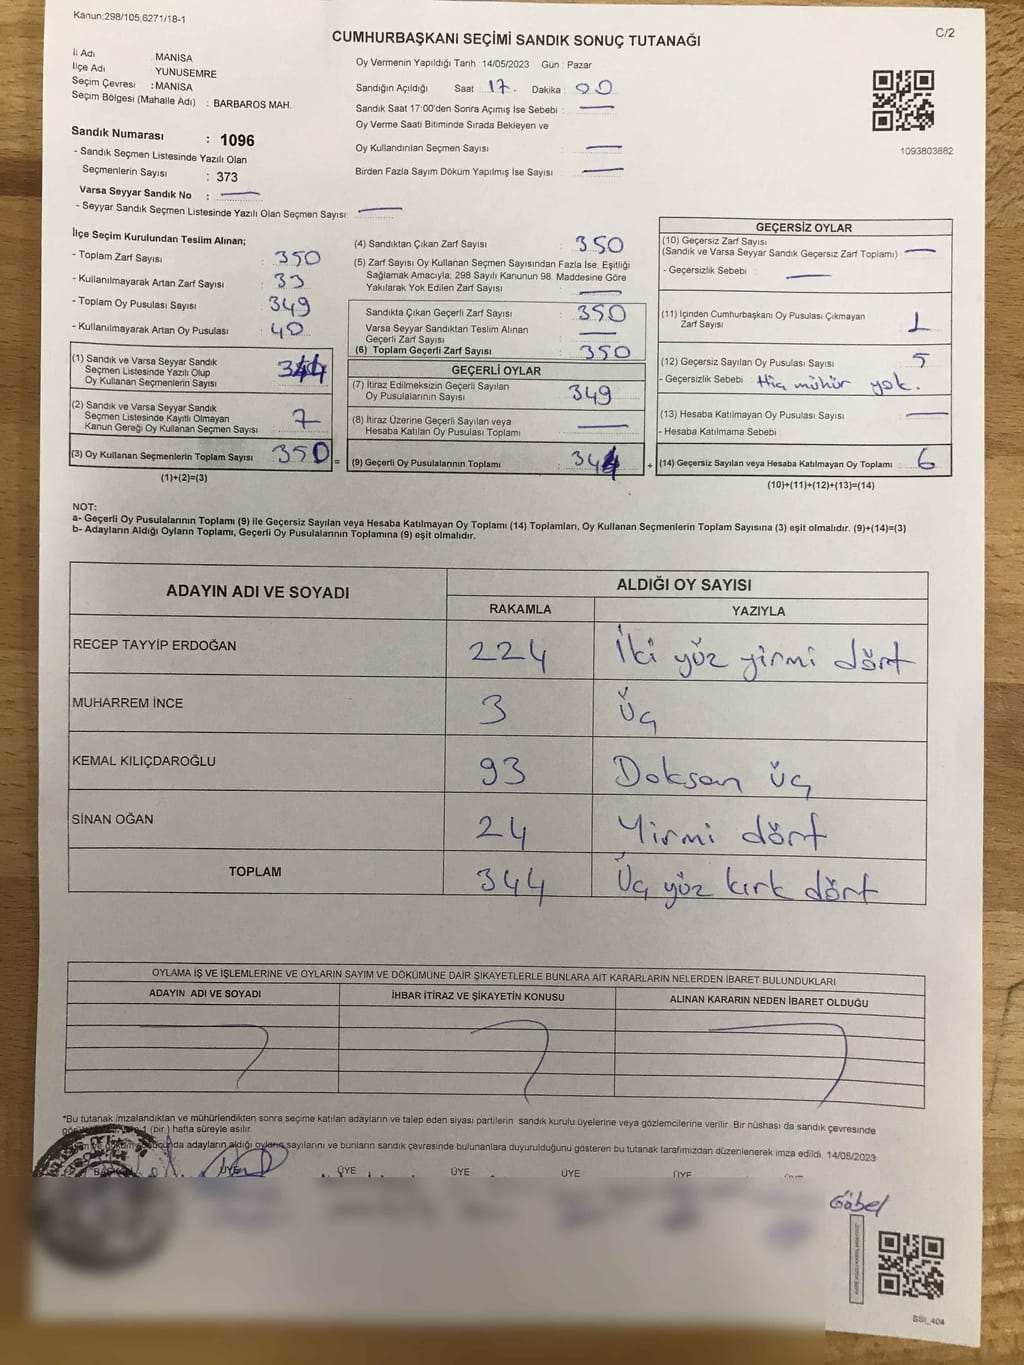 Kanun;298/105,6271/18-1
C/2
CUMHURBAŞKANI SEÇİMİ SANDIK SONUÇ TUTANAĞI
İl Adı : MANİSA
İlçe Adı YUNUSEMRE
Seçim Çevresi : MANİSA
Seçim Bölgesi (Mahalle Adı) : BARBAROS MAH.
Sandık Numarası : 1096
- Sandık Seçmen Listesinde Yazılı Olan
Seçmenlerin Sayısı : 373
Varsa Seyyar Sandık No : —
- Seyyar Sandık Seçmen Listesinde Yazılı Olan Seçmen Sayısı: —
Oy Vermenin Yapıldığı Tarih : 14/05/2023 Gün : Pazar
Sandığın Açıldığı Saat 17. Dakika : 00
Sandık Saat 17:00'den Sonra Açımış İse Sebebi : —
Oy Verme Saati Bitiminde Sırada Bekleyen ve
Oy Kullandırılan Seçmen Sayısı : —
Birden Fazla Sayım Döküm Yapılmış İse Sayısı : —
1093803882
İlçe Seçim Kurulundan Teslim Alınan;
- Toplam Zarf Sayısı : 350
- Kullanılmayarak Artan Zarf Sayısı : 33
- Toplam Oy Pusulası Sayısı : 349
- Kullanılmayarak Artan Oy Pusulası : 40
(1) Sandık ve Varsa Seyyar Sandık
Seçmen Listesinde Yazılı Olup
Oy Kullanan Seçmenlerin Sayısı
(2) Sandık ve Varsa Seyyar Sandık
Seçmen Listesinde Kayıtlı Olmayan
Kanun Gereği Oy Kullanan Seçmen Sayısı : 7
(3) Oy Kullanan Seçmenlerin Toplam Sayısı : 350
(1)+(2)=(3)
(4) Sandıktan Çıkan Zarf Sayısı : 350
(5) Zarf Sayısı Oy Kullanan Seçmen Sayısından Fazla İse, Eşitliği
Sağlamak Amacıyla; 298 Sayılı Kanunun 98. Maddesine Göre
Yakılarak Yok Edilen Zarf Sayısı : —
Sandıkta Çıkan Geçerli Zarf Sayısı : 350
Varsa Seyyar Sandıktan Teslim Alınan
Geçerli Zarf Sayısı : —
(6) Toplam Geçerli Zarf Sayısı : 350
GEÇERLİ OYLAR
(7) İtiraz Edilmeksizin Geçerli Sayılan
Oy Pusulalarının Sayısı : 349
(8) İtiraz Üzerine Geçerli Sayılan veya
Hesaba Katılan Oy Pusulası Toplamı : —
= (9) Geçerli Oy Pusulalarının Toplamı : 344
GEÇERSİZ OYLAR
(10) Geçersiz Zarf Sayısı
(Sandık ve Varsa Seyyar Sandık Geçersiz Zarf Toplamı) : —
- Geçersizlik Sebebi : —
(11) İçinden Cumhurbaşkanı Oy Pusulası Çıkmayan
Zarf Sayısı : 1
(12) Geçersiz Sayılan Oy Pusulası Sayısı : 5
- Geçersizlik Sebebi : Hiç mühür yok.
(13) Hesaba Katılmayan Oy Pusulası Sayısı : —
- Hesaba Katılmama Sebebi :
+ (14) Geçersiz Sayılan veya Hesaba Katılmayan Oy Toplamı : 6
(10)+(11)+(12)+(13)=(14)
NOT:
a- Geçerli Oy Pusulalarının Toplamı (9) ile Geçersiz Sayılan veya Hesaba Katılmayan Oy Toplamı (14) Toplamları, Oy Kullanan Seçmenlerin Toplam Sayısına (3) eşit olmalıdır. (9)+(14)=(3)
b- Adayların Aldığı Oyların Toplamı, Geçerli Oy Pusulalarının Toplamına (9) eşit olmalıdır.
ADAYIN ADI VE SOYADI ALDIĞI OY SAYISI
RAKAMLA YAZIYLA
RECEP TAYYİP ERDOĞAN 224 İki yüz yirmi dört
MUHARREM İNCE 3 Üç
KEMAL KILIÇDAROĞLU 93 Doksan üç
SİNAN OĞAN 24 Yirmi dört
TOPLAM 344 Üç yüz kırk dört
OYLAMA İŞ VE İŞLEMLERİNE VE OYLARIN SAYIM VE DÖKÜMÜNE DAİR ŞİKAYETLERLE BUNLARA AİT KARARLARIN NELERDEN İBARET BULUNDUKLARI
ADAYIN ADI VE SOYADI İHBAR İTİRAZ VE ŞİKAYETİN KONUSU ALINAN KARARIN NEDEN İBARET OLDUĞU
*Bu tutanak imzalandıktan ve mühürlendikten sonra seçime katılan adayların ve talep eden siyasi partilerin sandık kurulu üyelerine veya gözlemcilerine verilir. Bir nüshası da sandık çevresinde
1 (bir ) hafta süreyle asılır.
adayların aldığı oyların sayılarını ve bunların sandık çevresinde bulunanlara duyurulduğunu gösteren bu tutanak tarafımızdan düzenlenerek imza edildi. 14/05/2023
ÜYE ÜYE ÜYE ÜYE ÜYE
Göbel
BSI_404